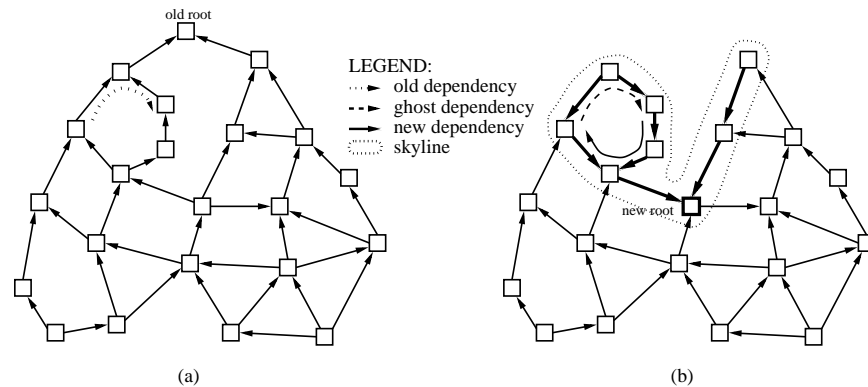 old root
LEGEND:
old dependency
ghost dependency
new dependency
skyline
new root
(a)
(b)